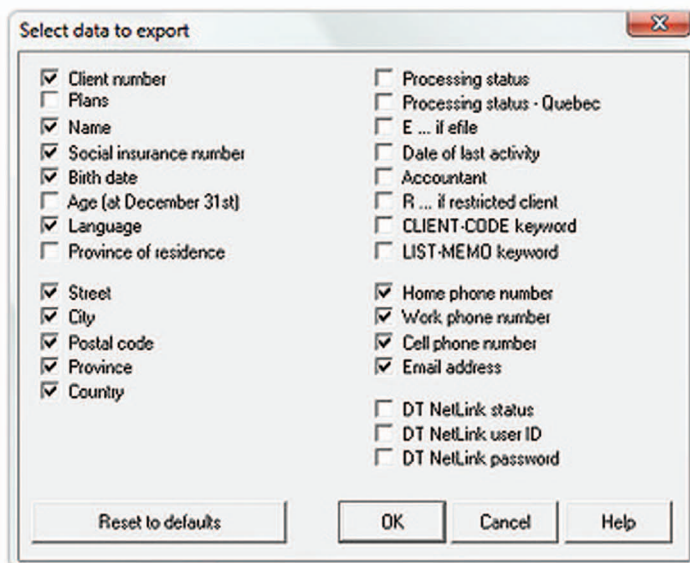 Select data to export
Client number
Plans
Name
Social insurance number
Birth date
Age (at December 31st)
Language
Province of residence
Street
City
Postal code
Province
Country
Processing status
Processing status - Quebec
E ... if efile
Date of last activity
Accountant
R ... if restricted client
CLIENT-CODE keyword
LIST-MEMO keyword
Home phone number
Work phone number
Cell phone number
Email address
DT NetLink status
DT NetLink user ID
DT NetLink password
Reset to defaults
OK
Cancel
Help